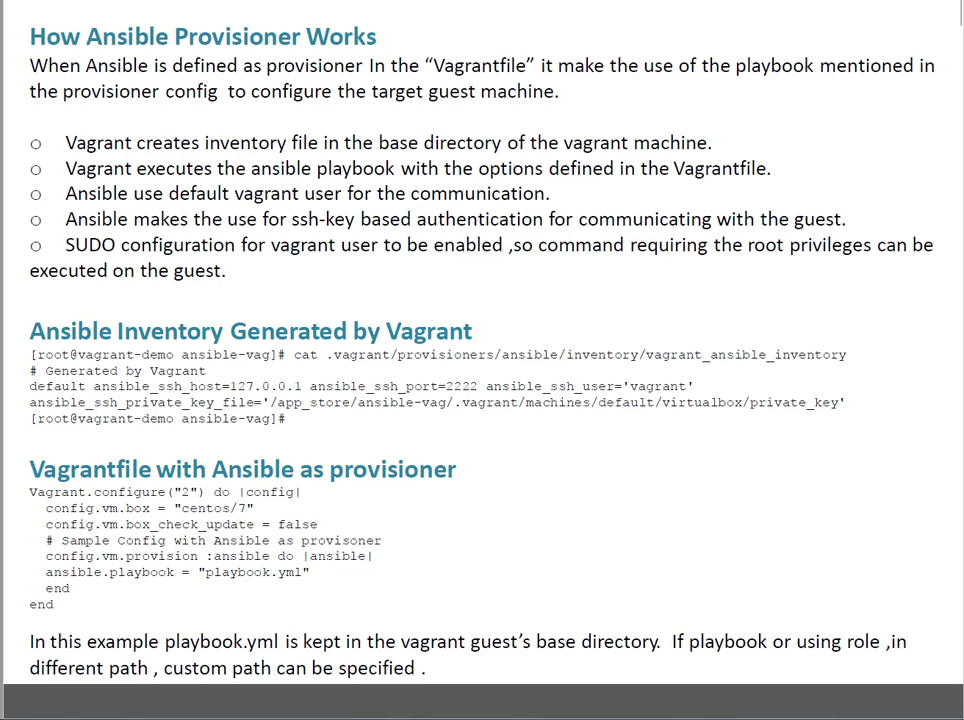 How Ansible Provisioner Works
When Ansible is defined as provisioner In the “Vagrantfile” it make the use of the playbook mentioned in
the provisioner config  to configure the target guest machine.
o Vagrant creates inventory file in the base directory of the vagrant machine.
o Vagrant executes the ansible playbook with the options defined in the Vagrantfile.
o Ansible use default vagrant user for the communication.
o Ansible makes the use for ssh-key based authentication for communicating with the guest.
o SUDO configuration for vagrant user to be enabled ,so command requiring the root privileges can be
executed on the guest.
Ansible Inventory Generated by Vagrant
[root@vagrant-demo ansible-vag]# cat .vagrant/provisioners/ansible/inventory/vagrant_ansible_inventory
# Generated by Vagrant
default ansible_ssh_host=127.0.0.1 ansible_ssh_port=2222 ansible_ssh_user='vagrant'
ansible_ssh_private_key_file='/app_store/ansible-vag/.vagrant/machines/default/virtualbox/private_key'
[root@vagrant-demo ansible-vag]#
Vagrantfile with Ansible as provisioner
Vagrant.configure("2") do |config|
  config.vm.box = "centos/7"
  config.vm.box_check_update = false
  # Sample Config with Ansible as provisoner
  config.vm.provision :ansible do |ansible|
  ansible.playbook = "playbook.yml"
  end
end
In this example playbook.yml is kept in the vagrant guest’s base directory.  If playbook or using role ,in
different path , custom path can be specified .